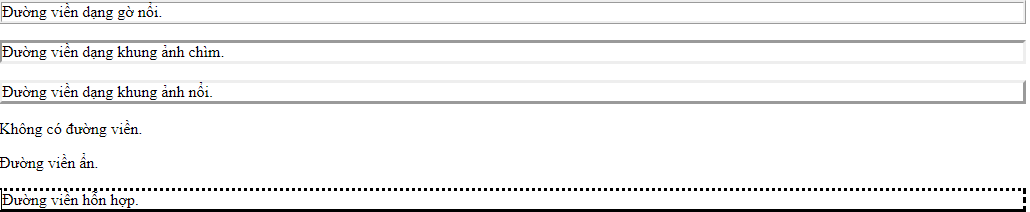 Đường viền dạng gờ nổi.
Đường viền dạng khung ảnh chìm.
Đường viền dạng khung ảnh nổi.
Không có đường viền.
Đường viền ẩn.
Đường viền hỗn hợp.